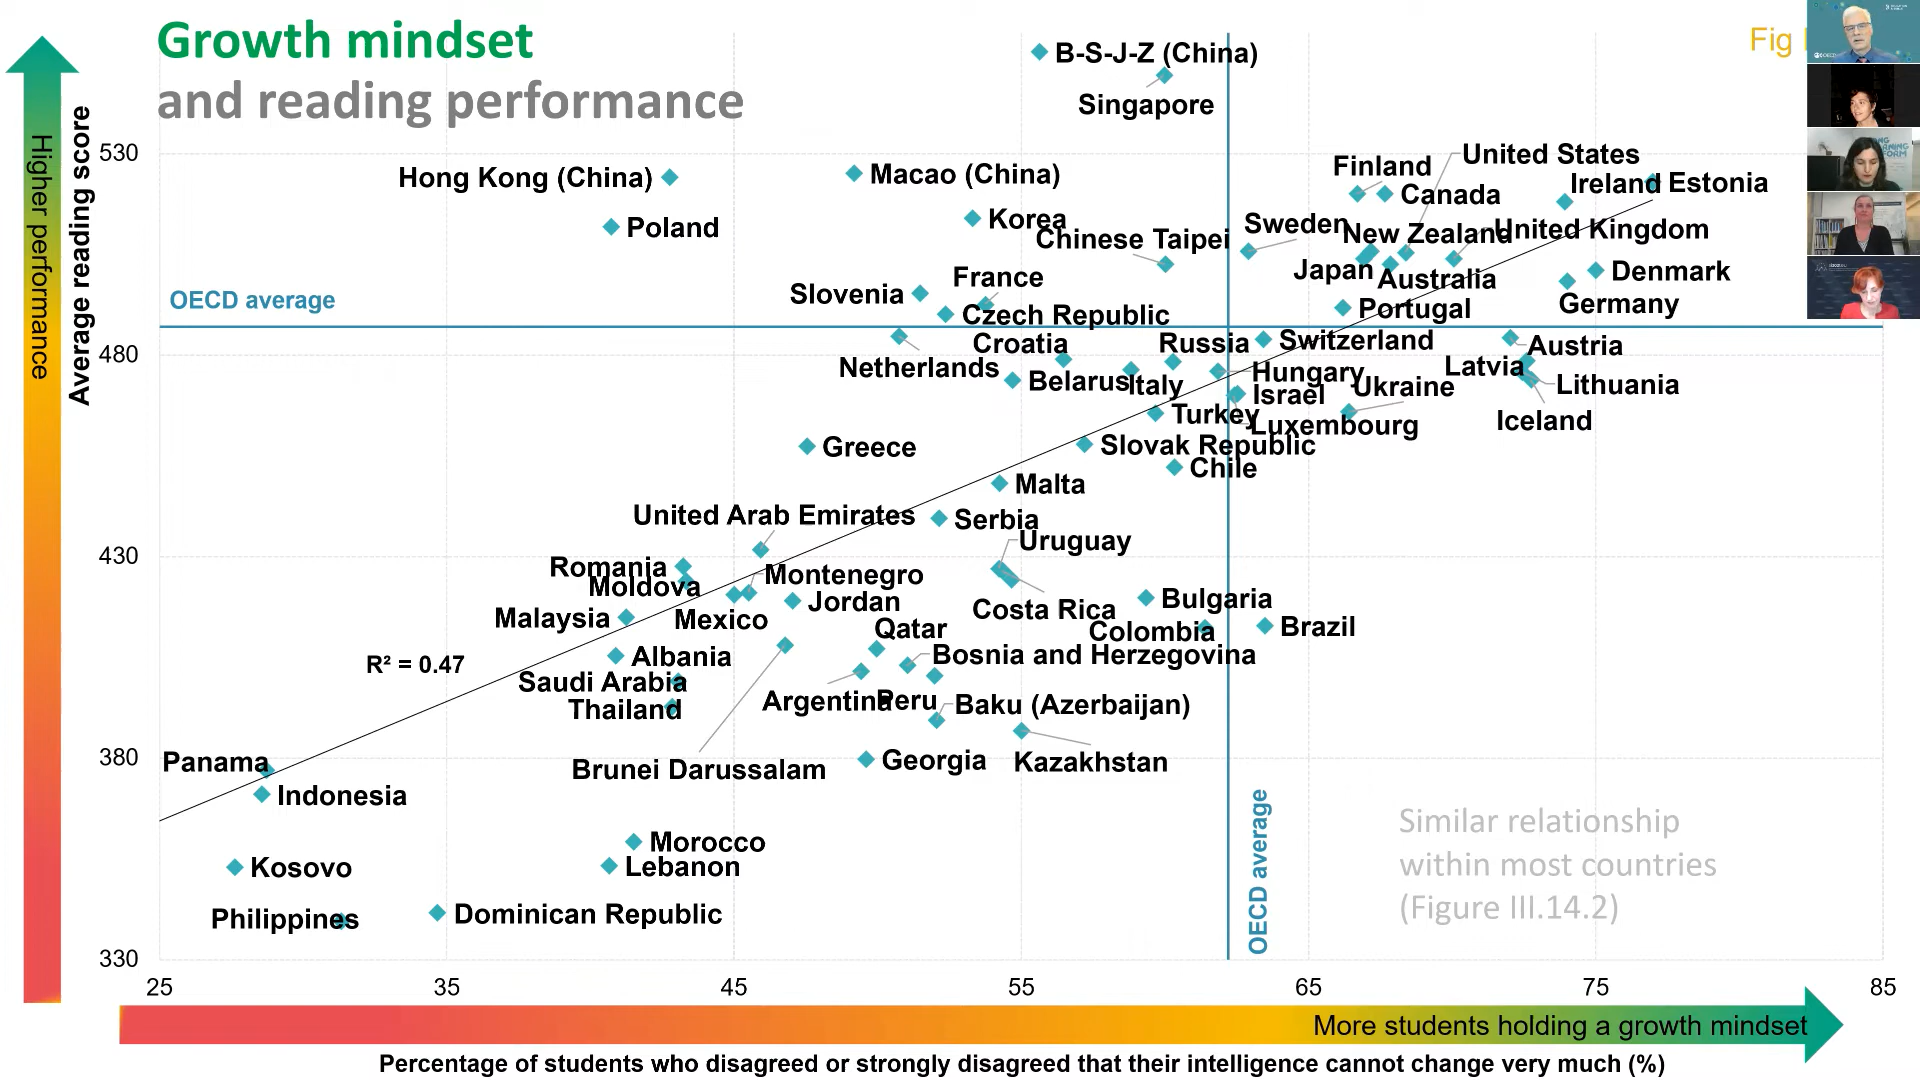 Growth mindset
and reading performance
Fig
Higher performance
Average reading score
530
480
430
380
330
B-S-J-Z (China)
Singapore
Hong Kong (China)
Macao (China)
Poland
Korea
Chinese Taipei
Finland
United States
Canada
Ireland
Estonia
Sweden
New Zealand
United Kingdom
Japan
Australia
Denmark
Germany
Portugal
Slovenia
France
Czech Republic
OECD average
Netherlands
Croatia
Belarus
Italy
Russia
Switzerland
Hungary
Israel
Ukraine
Luxembourg
Austria
Latvia
Lithuania
Iceland
Turkey
Slovak Republic
Chile
Greece
Malta
Serbia
United Arab Emirates
Uruguay
Romania
Moldova
Montenegro
Malaysia
Mexico
Jordan
Costa Rica
Bulgaria
Colombia
Brazil
Qatar
Bosnia and Herzegovina
R² = 0.47
Albania
Saudi Arabia
Thailand
Argentina
Peru
Baku (Azerbaijan)
Brunei Darussalam
Georgia
Kazakhstan
Panama
Indonesia
Morocco
Lebanon
Kosovo
Philippines
Dominican Republic
OECD average
Similar relationship
within most countries
(Figure III.14.2)
25
35
45
55
65
75
85
More students holding a growth mindset
Percentage of students who disagreed or strongly disagreed that their intelligence cannot change very much (%)